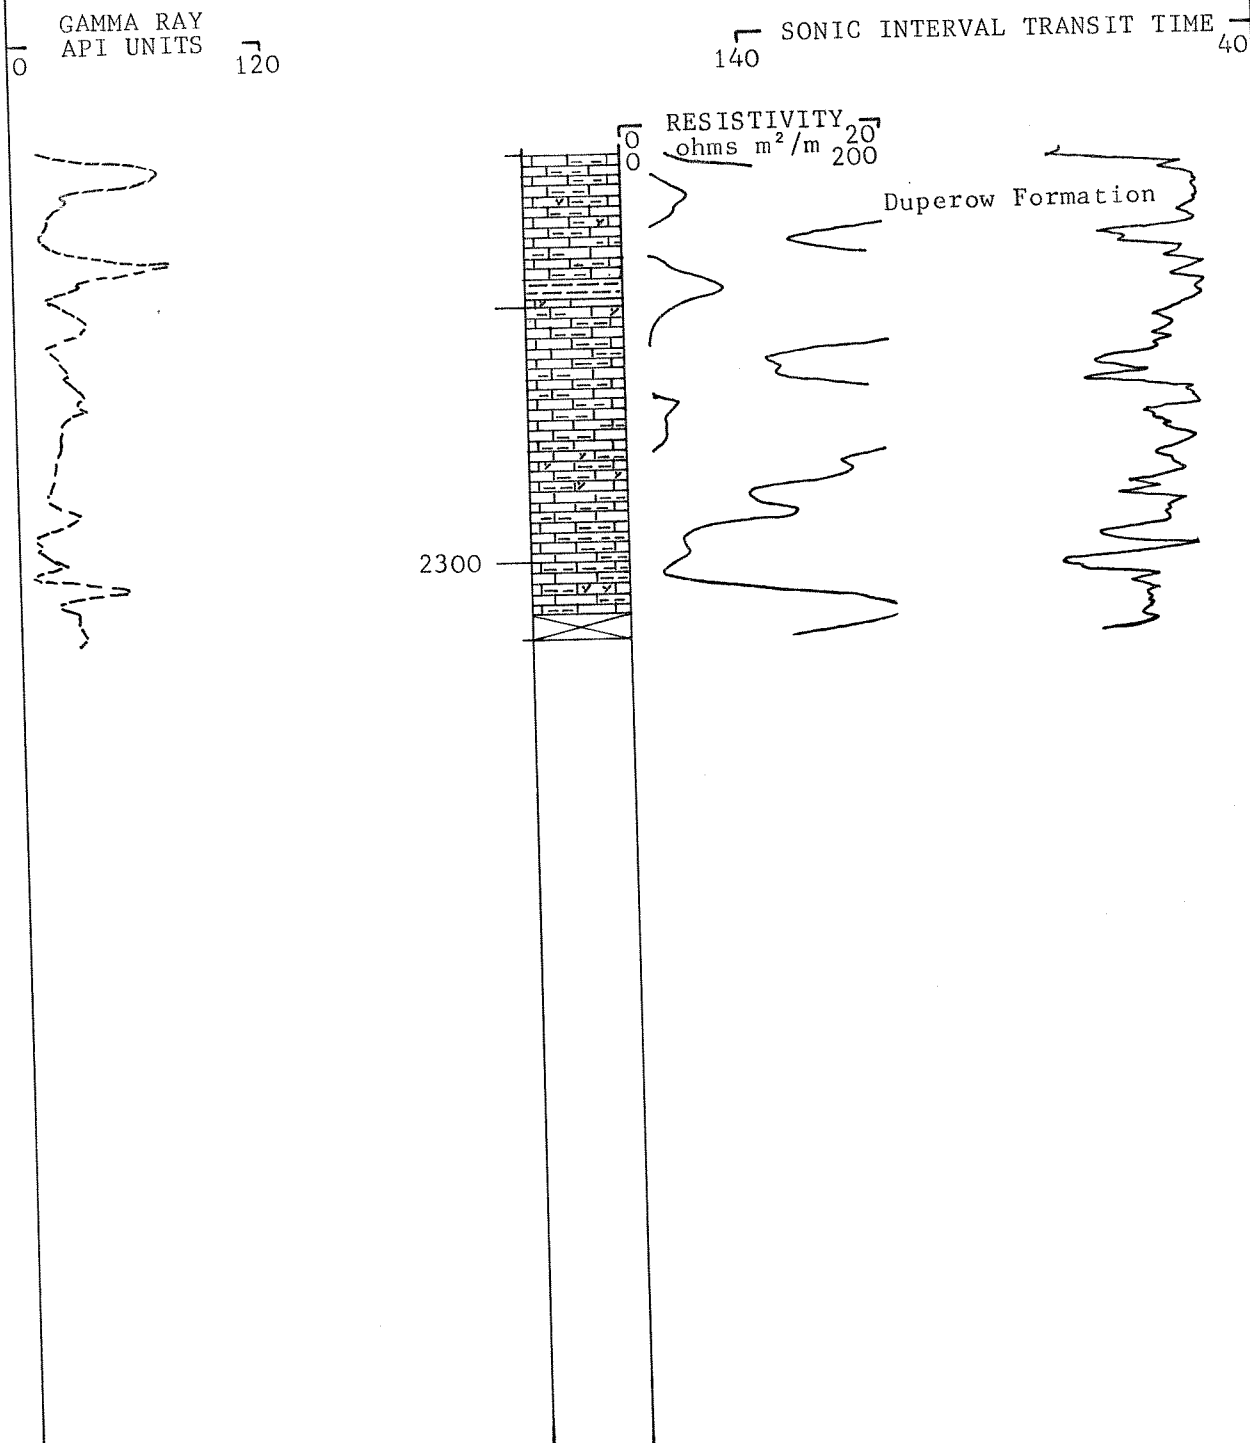 GAMMA RAY
API UNITS
0 120
SONIC INTERVAL TRANSIT TIME
140 40
RESISTIVITY
ohms m²/m
0 20
0 200
Duperow Formation
2300